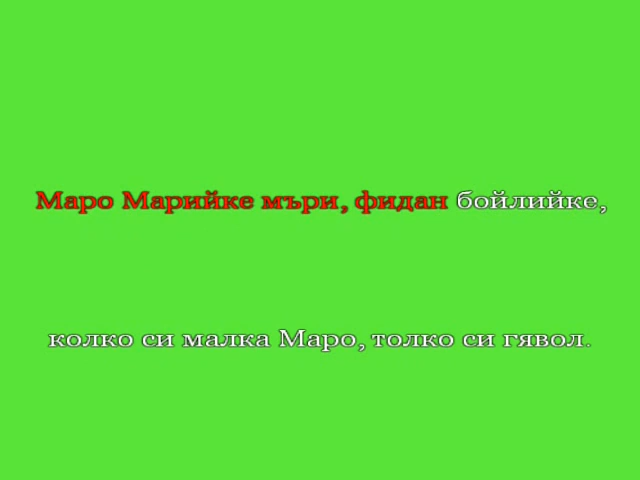 Маро Марийке мъри, фидан бойлийке,
колко си малка Маро, толко си гявол.